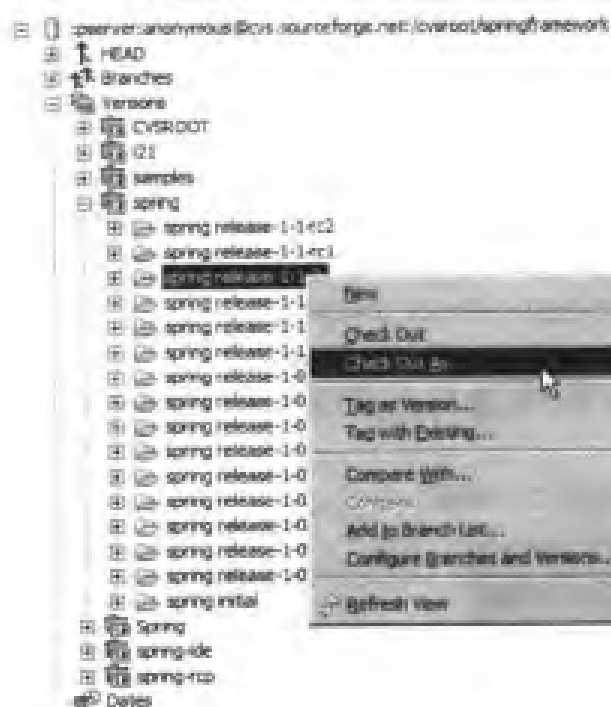 :pserver:anonymous@cvs.sourceforge.net:/cvsroot/springframework
HEAD
Branches
Versions
CVSROOT
samples
spring
spring release-1-1-rc2
spring release-1-1-rc1
spring release-1-1
spring release-1-1
spring release-1-1
spring release-1-1
spring release-1-0
spring release-1-0
spring release-1-0
spring release-1-0
spring release-1-0
spring release-1-0
spring release-1-0
spring release-1-0
spring release-1-0
spring initial
Spring
spring-ide
spring-rcp
Dates
New
Check Out
Check Out As...
Tag as Version...
Tag with Existing...
Compare With...
Compare
Add to Branch List...
Configure Branches and Versions...
Refresh View